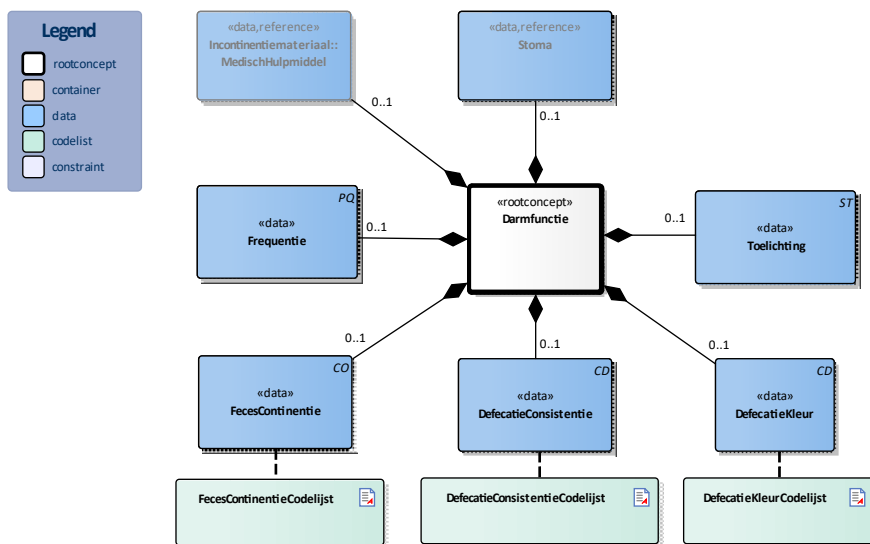 Legend
rootconcept
container
data
codelist
constraint
«data,reference»
Incontinentiemateriaal::
MedischHulpmiddel
0..1
«data,reference»
Stoma
0..1
PQ
«data»
Frequentie
0..1
«rootconcept»
Darmfunctie
ST
«data»
Toelichting
0..1
CO
«data»
FecesContinentie
0..1
CD
«data»
DefecatieConsistentie
0..1
CD
«data»
DefecatieKleur
0..1
FecesContinentieCodelijst
DefecatieConsistentieCodelijst
DefecatieKleurCodelijst